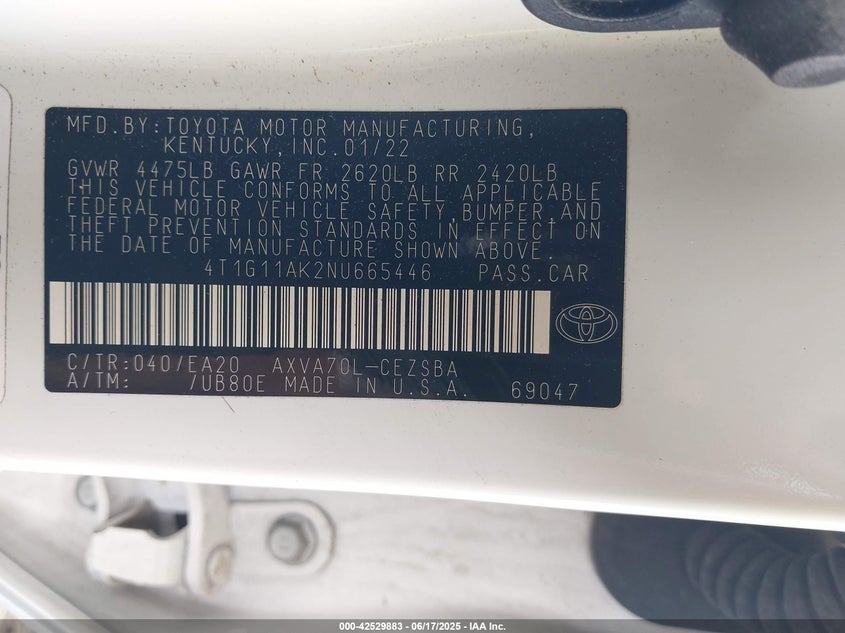 MFD.BY:TOYOTA MOTOR MANUFACTURING,
KENTUCKY,INC.01/22
GVWR 4475LB GAWR FR 2620LB RR 2420LB
THIS VEHICLE CONFORMS TO ALL APPLICABLE
FEDERAL MOTOR VEHICLE SAFETY,BUMPER,AND
THEFT PREVENTION STANDARDS IN EFFECT ON
THE DATE OF MANUFACTURE SHOWN ABOVE.
4T1G11AK2NU665446 PASS.CAR
C/TR:040/EA20 AXVA70L-CEZSBA
A/TM: /UB80E MADE IN U.S.A. 69047
000-42529883 - 06/17/2025 - IAA Inc.